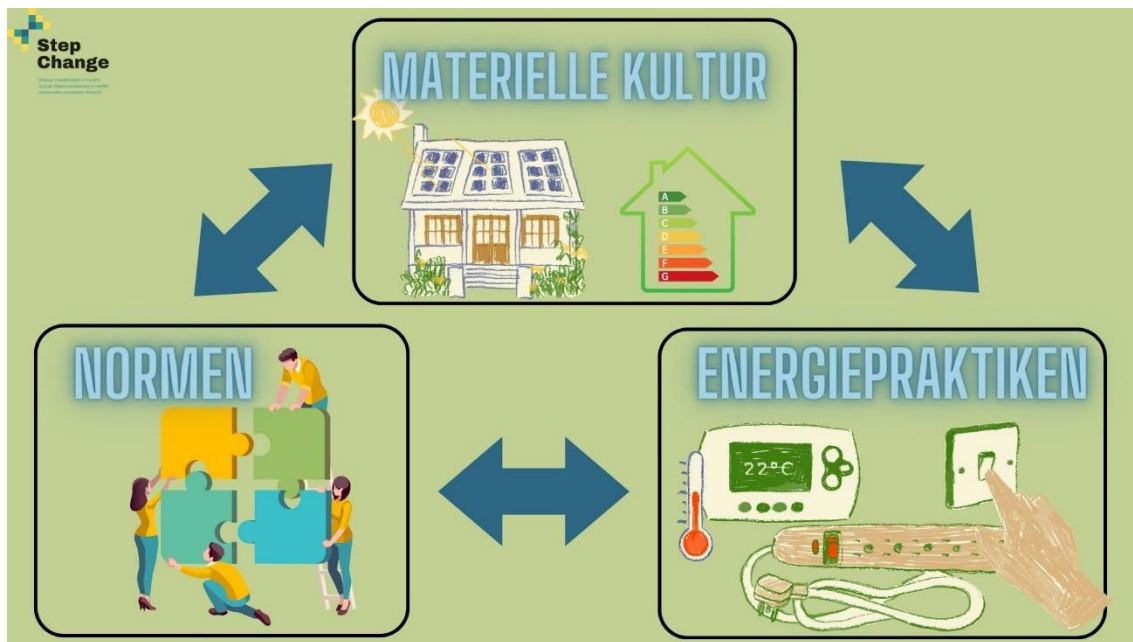 Step
Change
MATERIELLE KULTUR
A
B
C
D
E
F
G
NORMEN
ENERGIEPRAKTIKEN
22°C